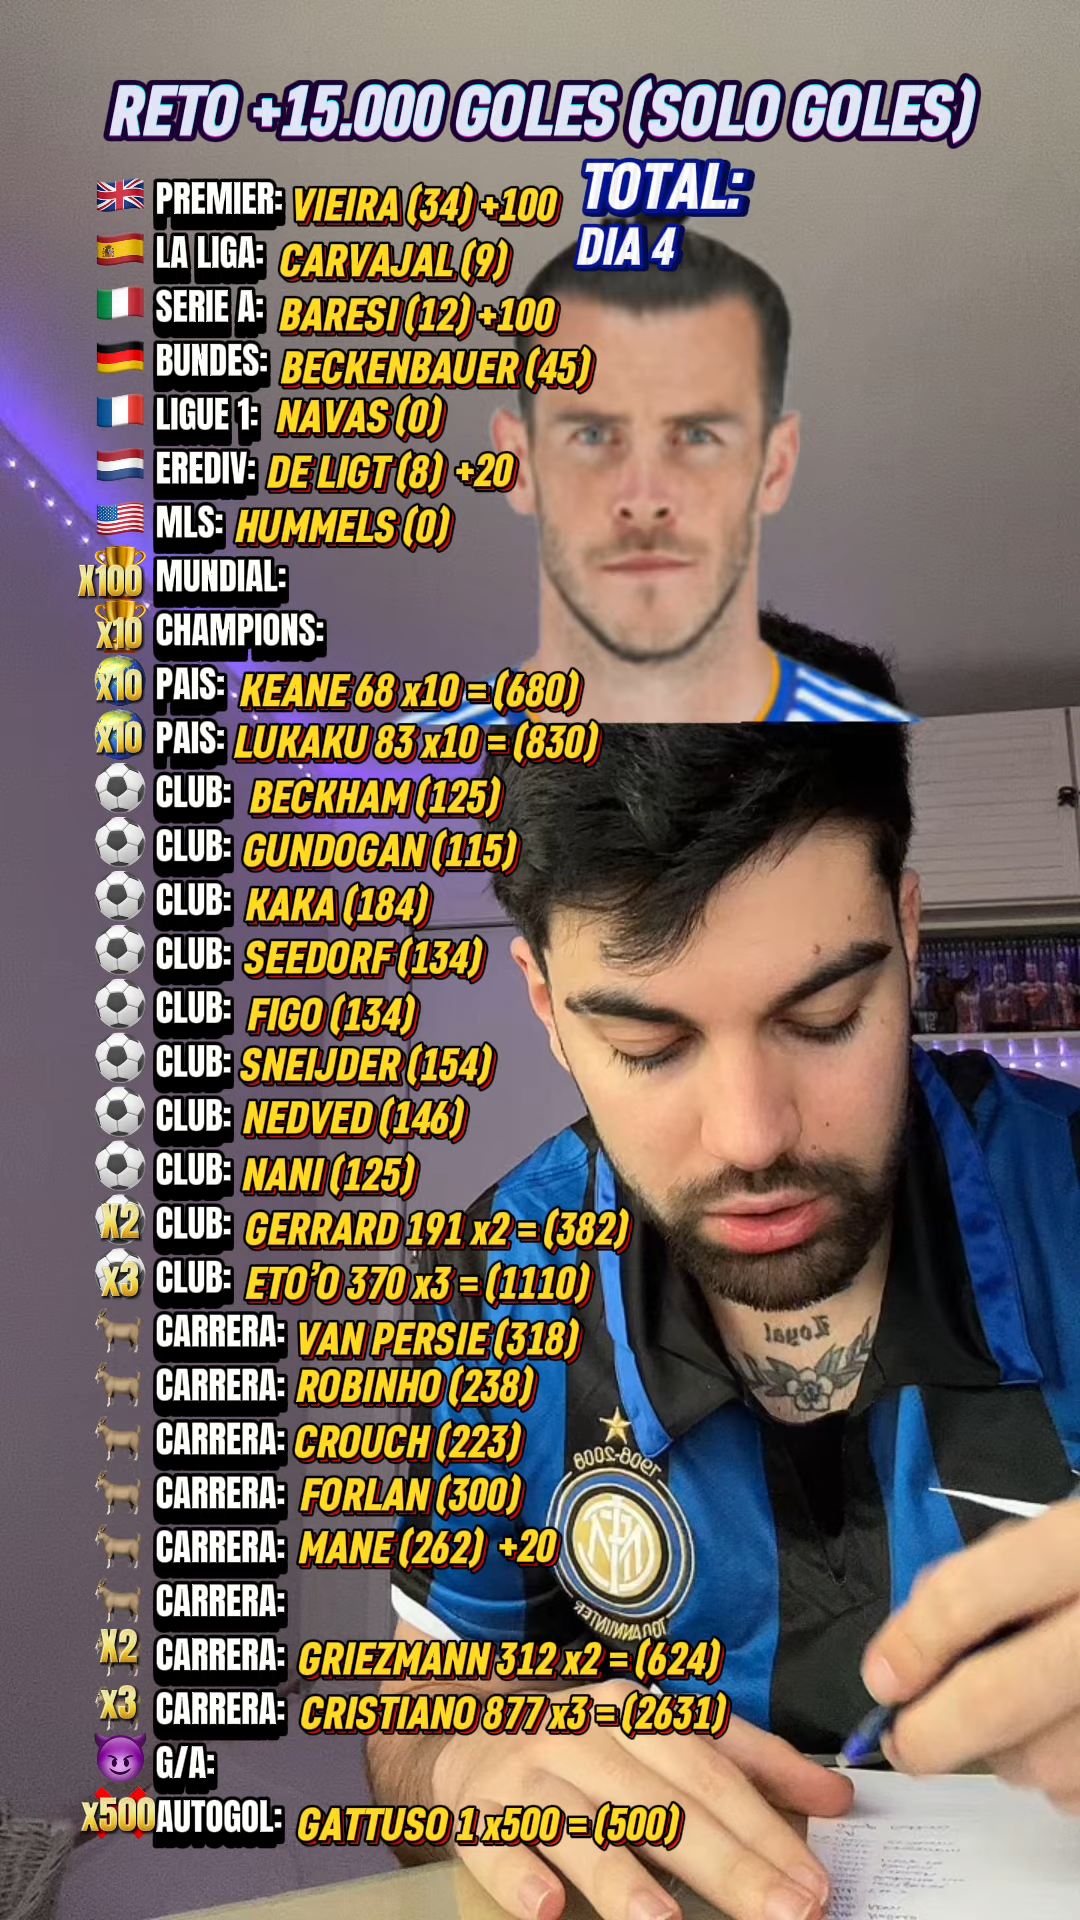 RETO +15.000 GOLES (SOLO GOLES)
TOTAL:
DIA 4
PREMIER: VIEIRA (34) +100
LA LIGA: CARVAJAL (9)
SERIE A: BARESI (12) +100
BUNDES: BECKENBAUER (45)
LIGUE 1: NAVAS (0)
EREDIV: DE LIGT (8) +20
MLS: HUMMELS (0)
X100 MUNDIAL:
x10 CHAMPIONS:
x10 PAIS: KEANE 68 x10 = (680)
x10 PAIS: LUKAKU 83 x10 = (830)
CLUB: BECKHAM (125)
CLUB: GUNDOGAN (115)
CLUB: KAKA (184)
CLUB: SEEDORF (134)
CLUB: FIGO (134)
CLUB: SNEIJDER (154)
CLUB: NEDVED (146)
CLUB: NANI (125)
X2 CLUB: GERRARD 191 x2 = (382)
x3 CLUB: ETO'O 370 x3 = (1110)
CARRERA: VAN PERSIE (318)
CARRERA: ROBINHO (238)
CARRERA: CROUCH (223)
CARRERA: FORLAN (300)
CARRERA: MANE (262) +20
CARRERA:
X2 CARRERA: GRIEZMANN 312 x2 = (624)
x3 CARRERA: CRISTIANO 877 x3 = (2631)
G/A:
x500 AUTOGOL: GATTUSO 1 x500 = (500)
Loyal
1908-2008